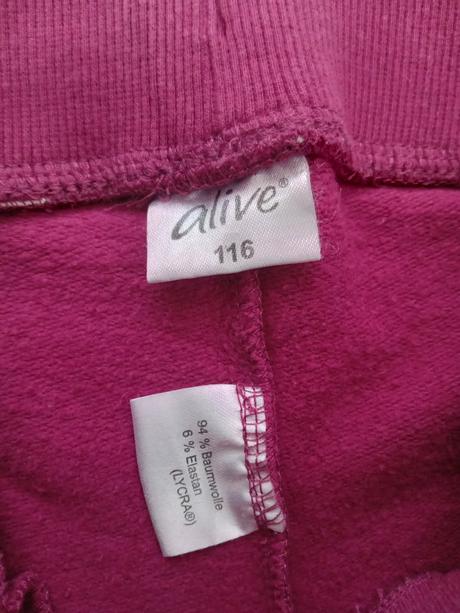 alive®
116
94 % Baumwolle
6 % Elastan
(LYCRA®)